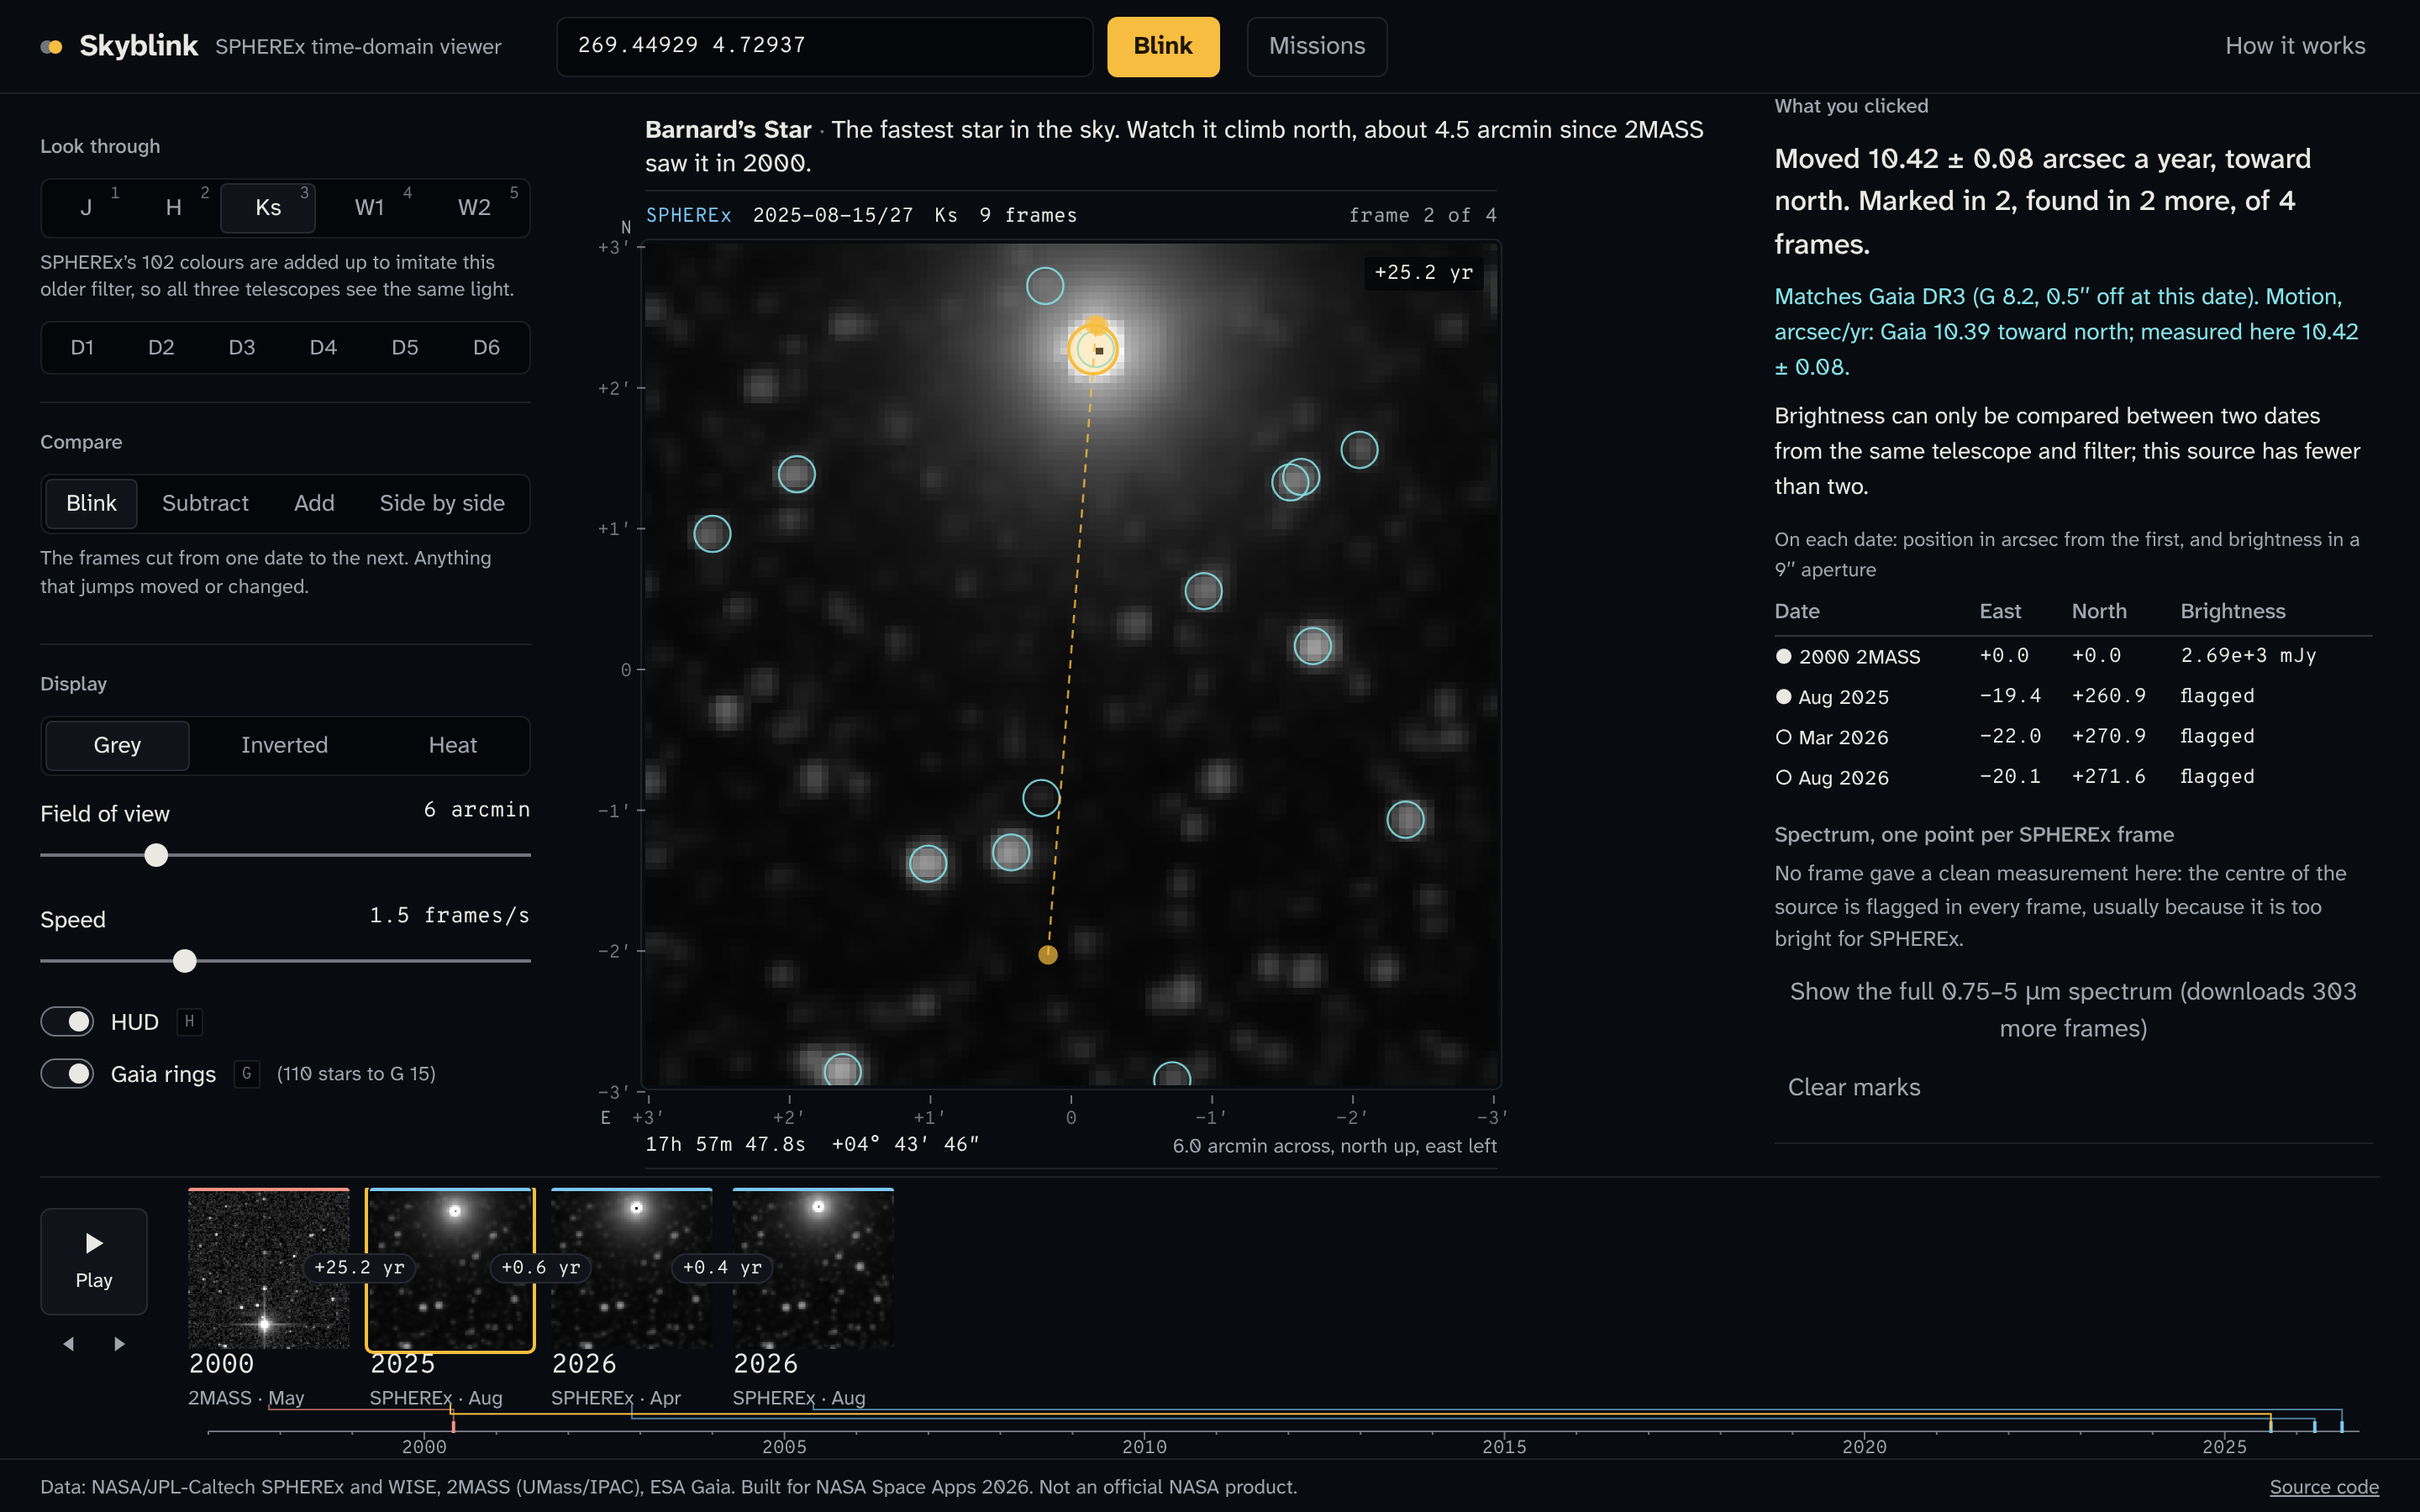 Skyblink SPHEREx time-domain viewer
269.44929 4.72937
Blink
Missions
How it works
Look through
J 1 H 2 Ks 3 W1 4 W2 5
SPHEREx’s 102 colours are added up to imitate this
older filter, so all three telescopes see the same light.
D1 D2 D3 D4 D5 D6
Compare
Blink Subtract Add Side by side
The frames cut from one date to the next. Anything
that jumps moved or changed.
Display
Grey Inverted Heat
Field of view 6 arcmin
Speed 1.5 frames/s
HUD H
Gaia rings G (110 stars to G 15)
Barnard’s Star · The fastest star in the sky. Watch it climb north, about 4.5 arcmin since 2MASS
saw it in 2000.
SPHEREx 2025-08-15/27 Ks 9 frames frame 2 of 4
N
+3′
+2′
+1′
0
−1′
−2′
−3′
+25.2 yr
E +3′ +2′ +1′ 0 −1′ −2′ −3′
17h 57m 47.8s +04° 43′ 46″
6.0 arcmin across, north up, east left
What you clicked
Moved 10.42 ± 0.08 arcsec a year, toward
north. Marked in 2, found in 2 more, of 4
frames.
Matches Gaia DR3 (G 8.2, 0.5″ off at this date). Motion,
arcsec/yr: Gaia 10.39 toward north; measured here 10.42
± 0.08.
Brightness can only be compared between two dates
from the same telescope and filter; this source has fewer
than two.
On each date: position in arcsec from the first, and brightness in a
9″ aperture
Date East North Brightness
2000 2MASS +0.0 +0.0 2.69e+3 mJy
Aug 2025 −19.4 +260.9 flagged
Mar 2026 −22.0 +270.9 flagged
Aug 2026 −20.1 +271.6 flagged
Spectrum, one point per SPHEREx frame
No frame gave a clean measurement here: the centre of the
source is flagged in every frame, usually because it is too
bright for SPHEREx.
Show the full 0.75–5 µm spectrum (downloads 303
more frames)
Clear marks
Play
+25.2 yr +0.6 yr +0.4 yr
2000 2025 2026 2026
2MASS · May SPHEREx · Aug SPHEREx · Apr SPHEREx · Aug
2000 2005 2010 2015 2020 2025
Data: NASA/JPL-Caltech SPHEREx and WISE, 2MASS (UMass/IPAC), ESA Gaia. Built for NASA Space Apps 2026. Not an official NASA product.
Source code